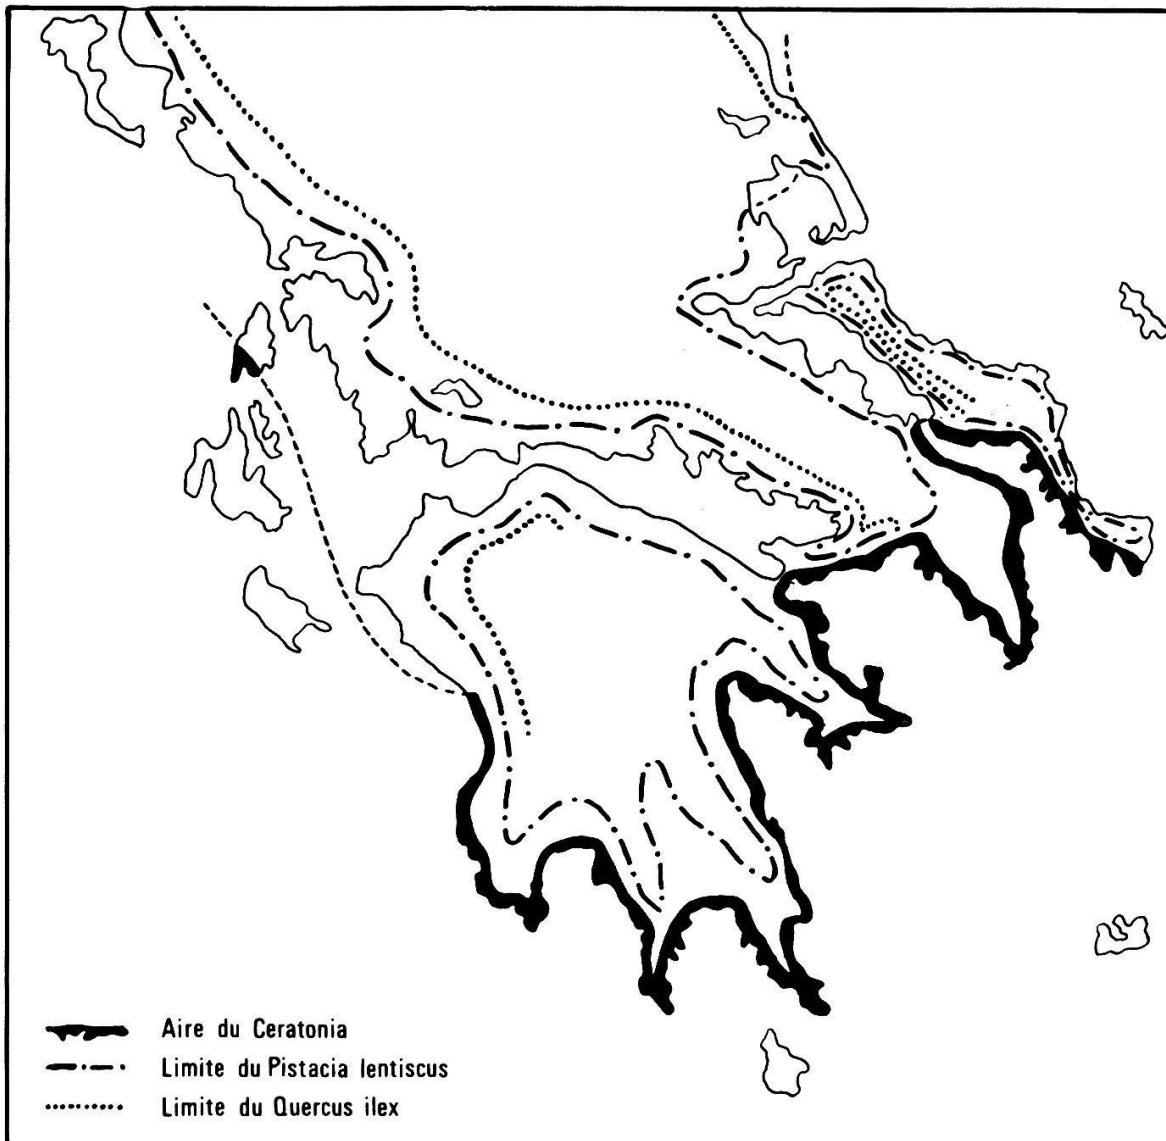 Aire du Ceratonia
Limite du Pistacia lentiscus
Limite du Quercus ilex